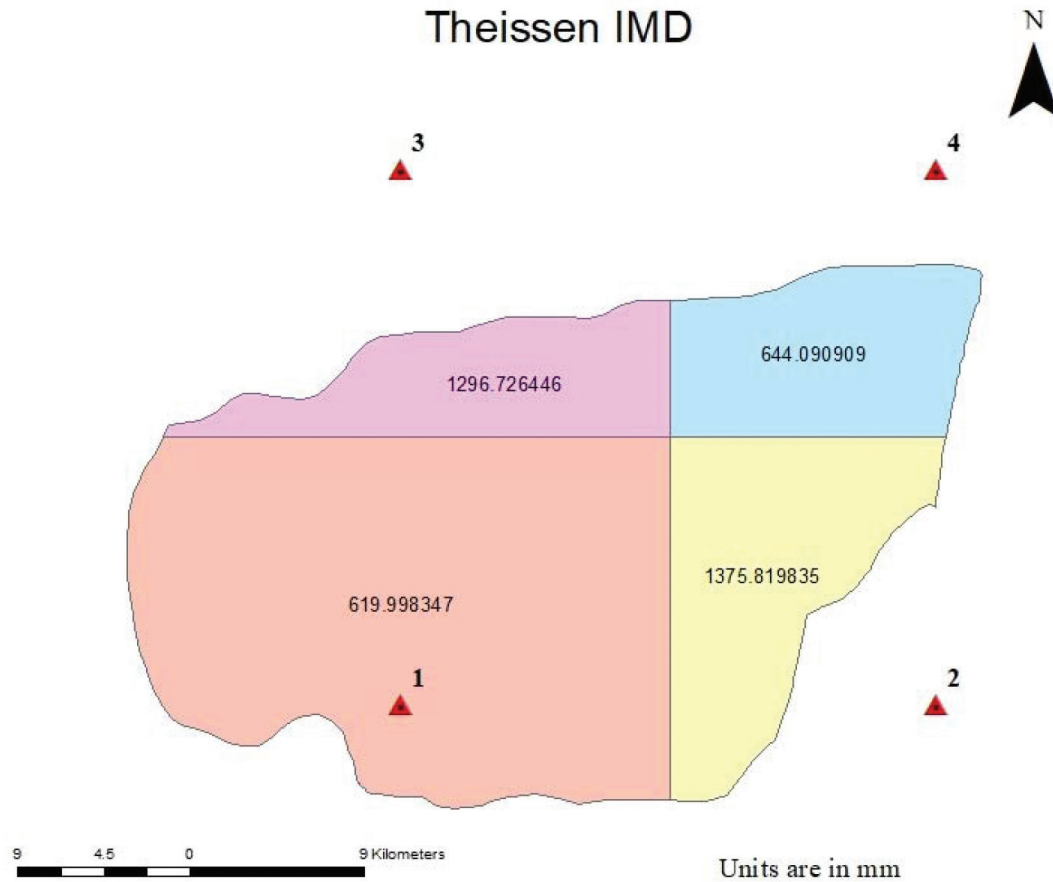 Theissen IMD
N
3
4
644.090909
1296.726446
1375.819835
619.998347
1
2
9 4.5 0 9 Kilometers
Units are in mm